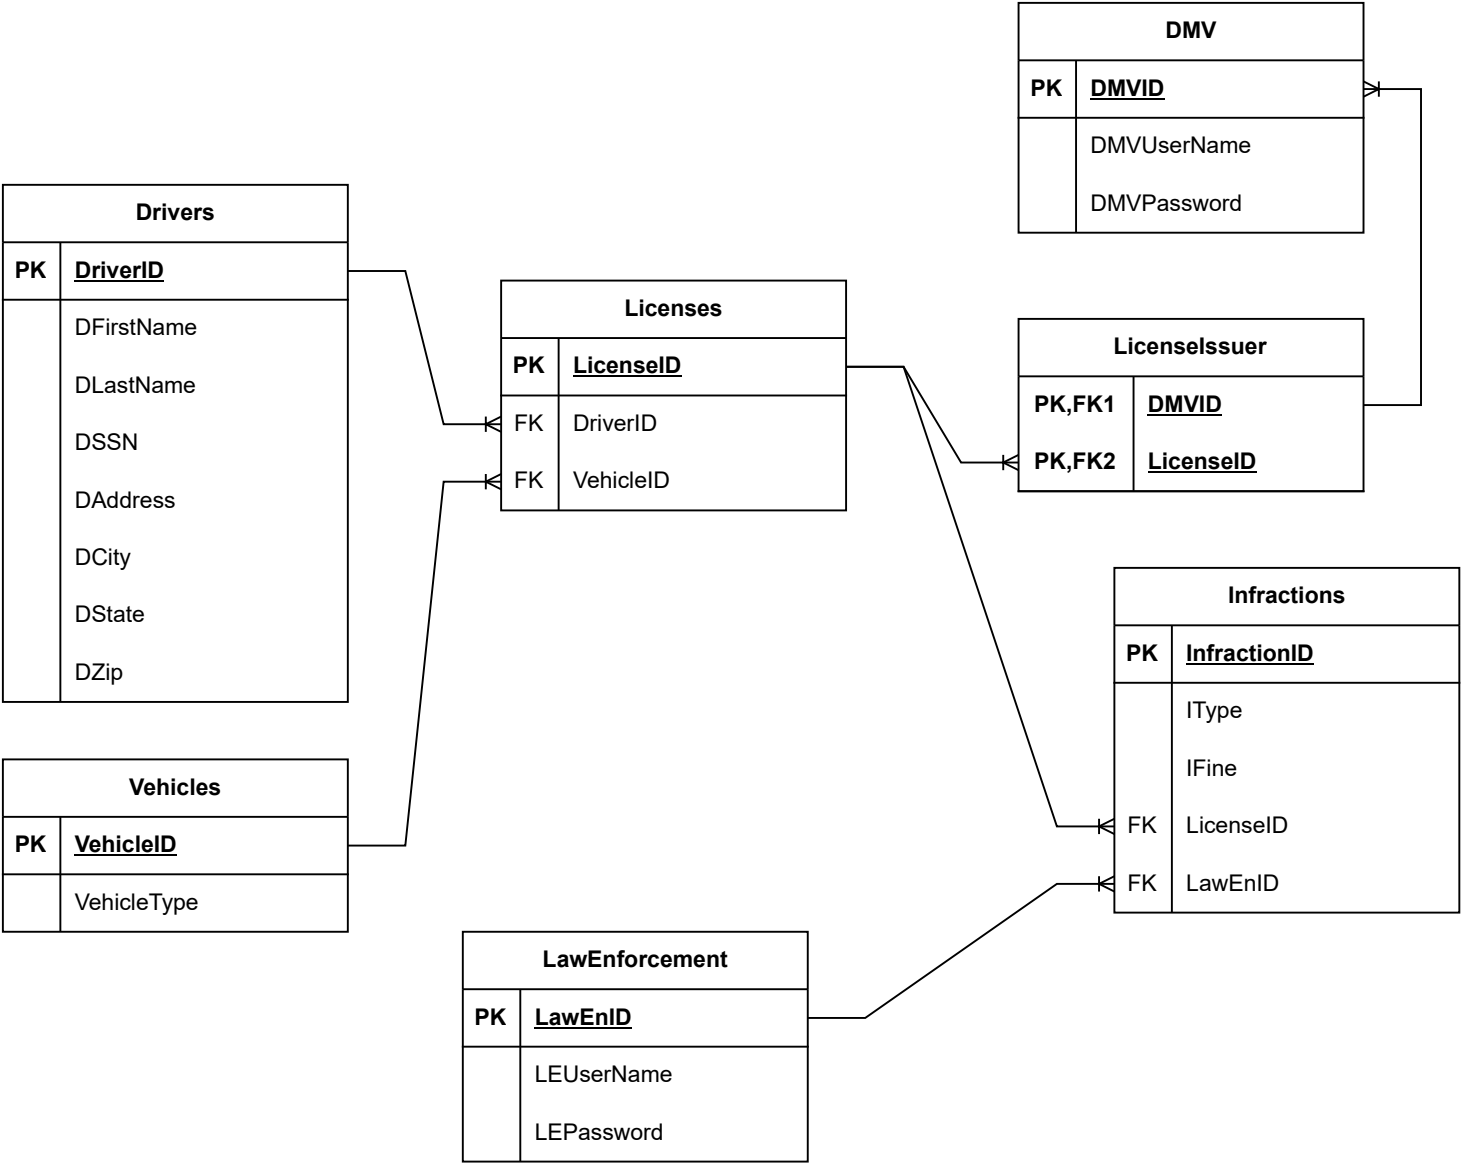 DMV
PK DMVID
DMVUserName
DMVPassword
Drivers
PK DriverID
DFirstName
DLastName
DSSN
DAddress
DCity
DState
DZip
Licenses
PK LicenseID
FK DriverID
FK VehicleID
LicenseIssuer
PK,FK1 DMVID
PK,FK2 LicenseID
Infractions
PK InfractionID
IType
IFine
FK LicenseID
FK LawEnID
Vehicles
PK VehicleID
VehicleType
LawEnforcement
PK LawEnID
LEUserName
LEPassword